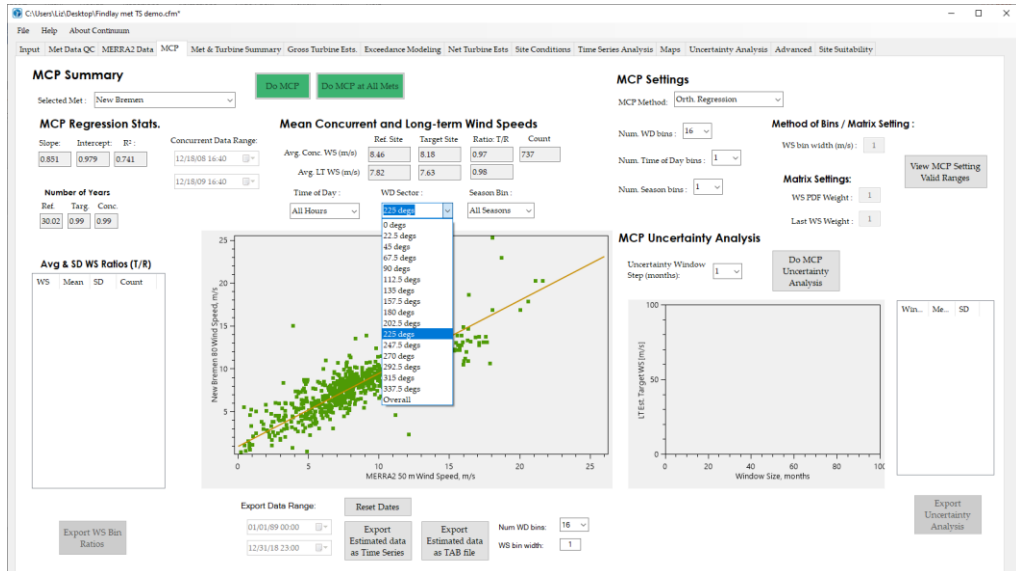 C:\Users\Liz\Desktop\Findlay met TS demo.cfm*
File Help About Continuum
Input Met Data QC MERRA2 Data MCP Met & Turbine Summary Gross Turbine Ests. Exceedance Modeling Net Turbine Ests Site Conditions Time Series Analysis Maps Uncertainty Analysis Advanced Site Suitability
MCP Summary
Selected Met : New Bremen
Do MCP
Do MCP at All Mets
MCP Regression Stats.
Slope: Intercept: R² :
0.851 0.979 0.741
Concurrent Data Range:
12/18/08 16:40
12/18/09 16:40
Number of Years
Ref. Targ. Conc.
30.02 0.99 0.99
Mean Concurrent and Long-term Wind Speeds
Ref. Site Target Site Ratio: T/R Count
Avg. Conc. WS (m/s) 8.46 8.18 0.97 737
Avg. LT WS (m/s) 7.82 7.63 0.98
Time of Day : WD Sector : Season Bin :
All Hours 225 degs All Seasons
0 degs
22.5 degs
45 degs
67.5 degs
90 degs
112.5 degs
135 degs
157.5 degs
180 degs
202.5 degs
225 degs
247.5 degs
270 degs
292.5 degs
315 degs
337.5 degs
Overall
Avg & SD WS Ratios (T/R)
WS Mean SD Count
New Bremen 80 Wind Speed, m/s
25
20
15
10
5
0 5 10 15 20 25
MERRA2 50 m Wind Speed, m/s
Export WS Bin
Ratios
Export Data Range:
01/01/89 00:00
12/31/18 23:00
Reset Dates
Export
Estimated data
as Time Series
Export
Estimated data
as TAB file
Num WD bins: 16
WS bin width: 1
MCP Settings
MCP Method: Orth. Regression
Num. WD bins : 16
Num. Time of Day bins : 1
Num. Season bins : 1
Method of Bins / Matrix Setting :
WS bin width (m/s) : 1
Matrix Settings:
WS PDF Weight : 1
Last WS Weight : 1
View MCP Setting
Valid Ranges
MCP Uncertainty Analysis
Uncertainty Window
Step (months): 1
Do MCP
Uncertainty
Analysis
LT Est. Target WS [m/s]
100
50
0
0 20 40 60 80 100
Window Size, months
Win... Me... SD
Export
Uncertainty
Analysis